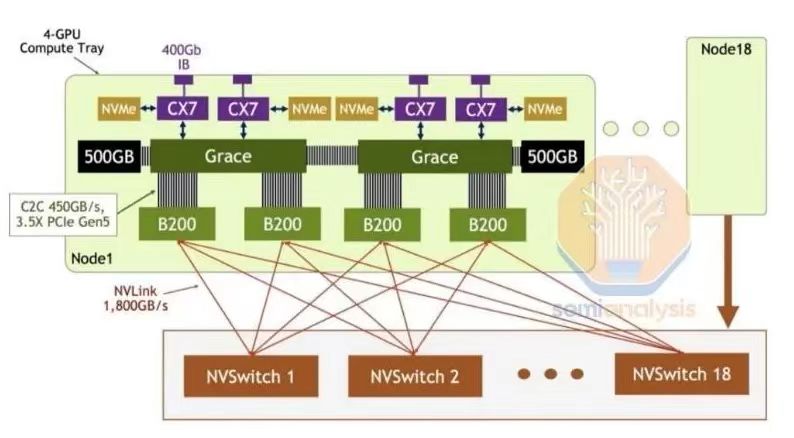 4-GPU
Compute Tray
400Gb
IB
Node18
NVMe
CX7
CX7
NVMe
NVMe
CX7
CX7
NVMe
500GB
Grace
Grace
500GB
C2C 450GB/s,
3.5X PCIe Gen5
B200
B200
B200
B200
Node1
NVLink
1,800GB/s
semianalysis
NVSwitch 1
NVSwitch 2
NVSwitch 18